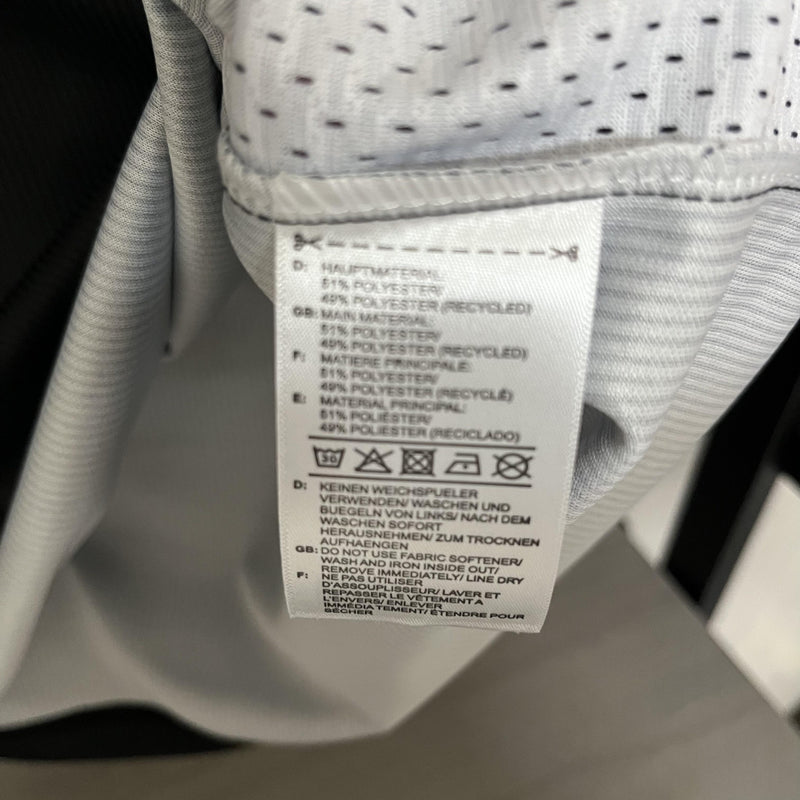 D: HAUPTMATERIAL:
51% POLYESTER/
49% POLYESTER (RECYCLED)
GB: MAIN MATERIAL:
51% POLYESTER/
49% POLYESTER (RECYCLED)
F: MATIERE PRINCIPALE:
51% POLYESTER/
49% POLYESTER (RECYCLÉ)
E: MATERIAL PRINCIPAL:
51% POLIÉSTER/
49% POLIÉSTER (RECICLADO)
30
D: KEINEN WEICHSPUELER
VERWENDEN/ WASCHEN UND
BUEGELN VON LINKS/ NACH DEM
WASCHEN SOFORT
HERAUSNEHMEN/ ZUM TROCKNEN
AUFHAENGEN
GB: DO NOT USE FABRIC SOFTENER/
WASH AND IRON INSIDE OUT/
REMOVE IMMEDIATELY/ LINE DRY
F: NE PAS UTILISER
D'ASSOUPLISSEUR/ LAVER ET
REPASSER LE VÊTEMENT A
L'ENVERS/ ENLEVER
IMMÉDIATEMENT/ ÉTENDRE POUR
SÉCHER